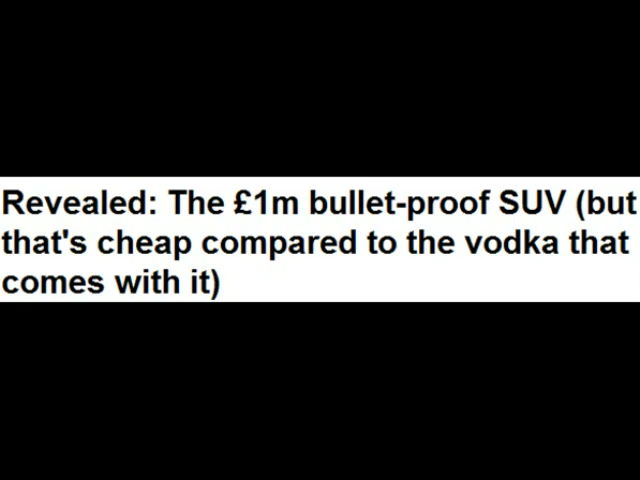 Revealed: The £1m bullet-proof SUV (but
that's cheap compared to the vodka that
comes with it)